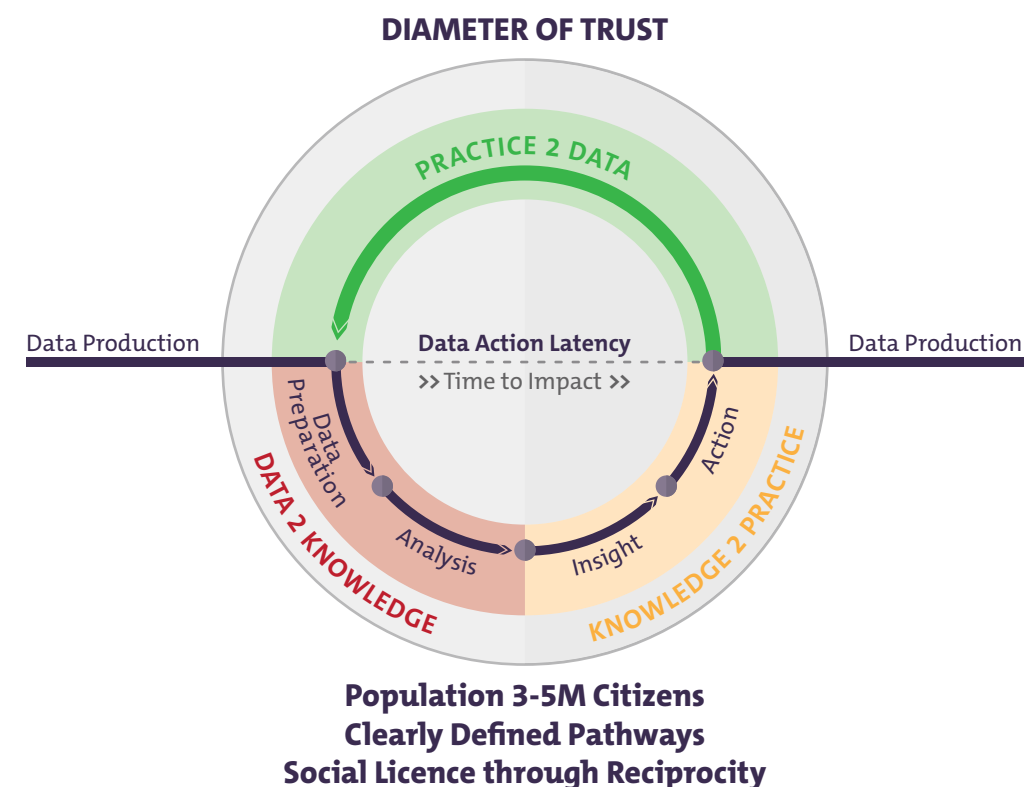 DIAMETER OF TRUST
PRACTICE 2 DATA
Data Production
Data Action Latency
Data Production
>> Time to Impact >>
Data
Preparation
Action
DATA 2 KNOWLEDGE
Analysis
Insight
KNOWLEDGE 2 PRACTICE
Population 3-5M Citizens
Clearly Defined Pathways
Social Licence through Reciprocity